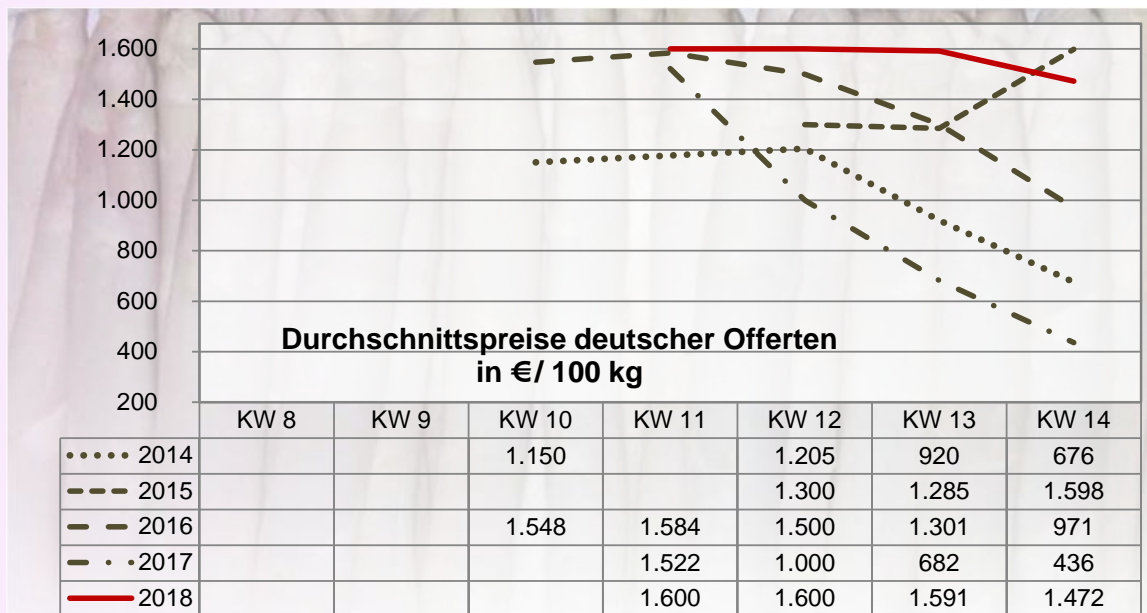 1.600
1.400
1.200
1.000
800
600
400
200
Durchschnittspreise deutscher Offerten
in €/ 100 kg
KW 8 KW 9 KW 10 KW 11 KW 12 KW 13 KW 14
2014 1.150 1.205 920 676
2015 1.300 1.285 1.598
2016 1.548 1.584 1.500 1.301 971
2017 1.522 1.000 682 436
2018 1.600 1.600 1.591 1.472